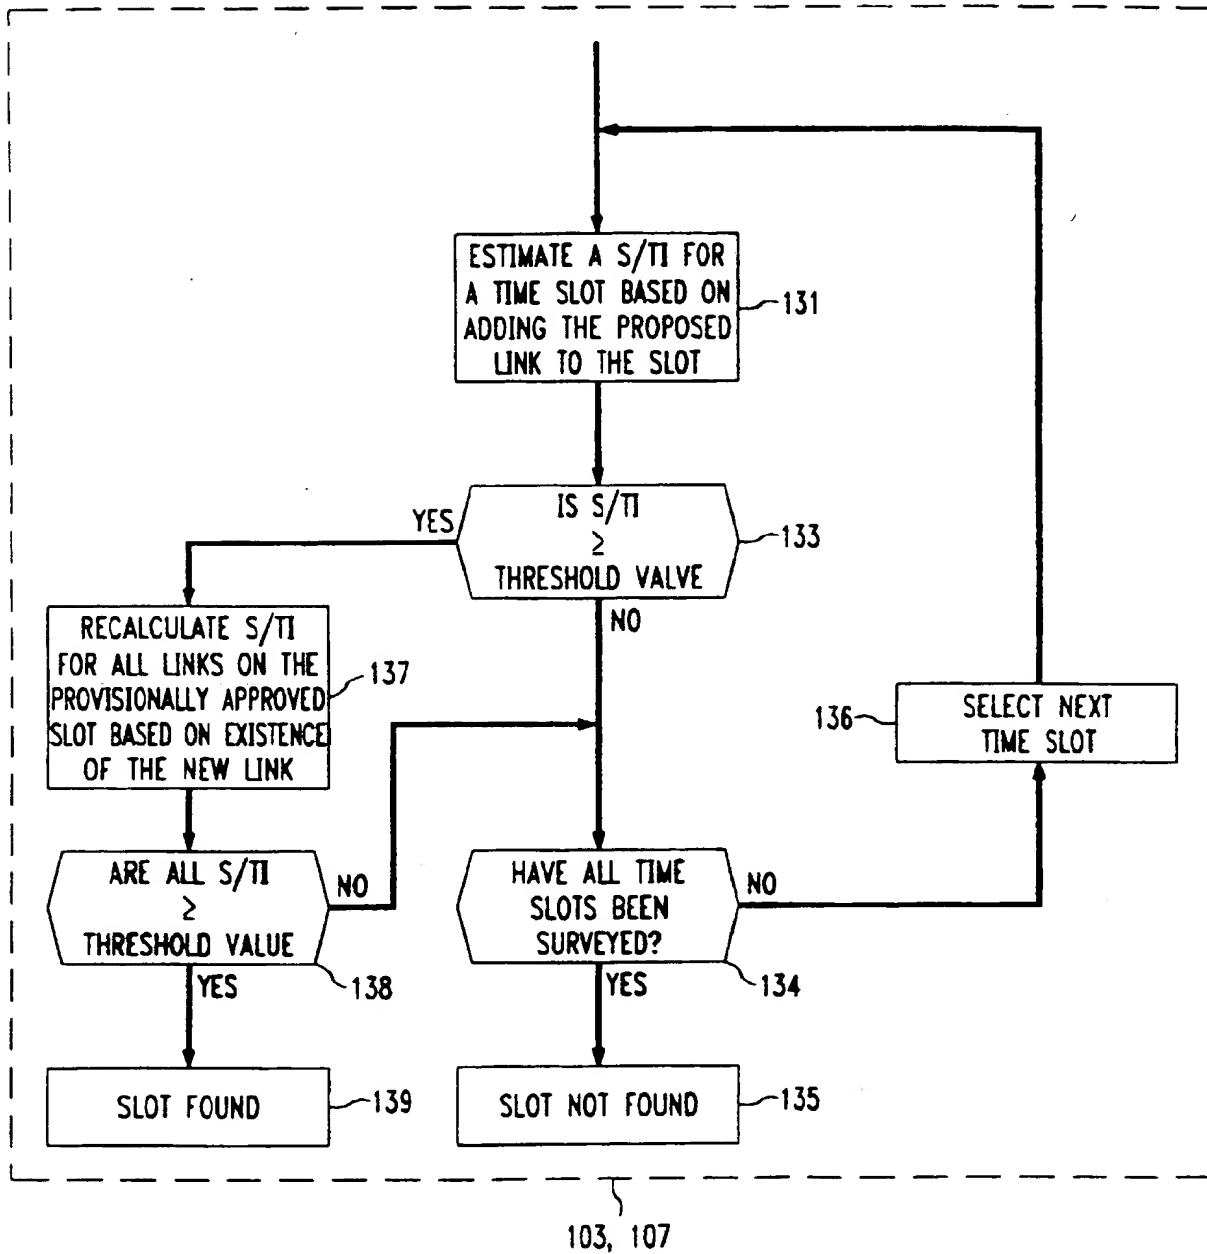 ESTIMATE A S/TI FOR
A TIME SLOT BASED ON
ADDING THE PROPOSED
LINK TO THE SLOT
131
IS S/TI
≥
THRESHOLD VALVE
133
YES
NO
RECALCULATE S/TI
FOR ALL LINKS ON THE
PROVISIONALLY APPROVED
SLOT BASED ON EXISTENCE
OF THE NEW LINK
137
136
SELECT NEXT
TIME SLOT
ARE ALL S/TI
≥
THRESHOLD VALUE
138
NO
YES
HAVE ALL TIME
SLOTS BEEN
SURVEYED?
134
NO
YES
SLOT FOUND
139
SLOT NOT FOUND
135
103, 107